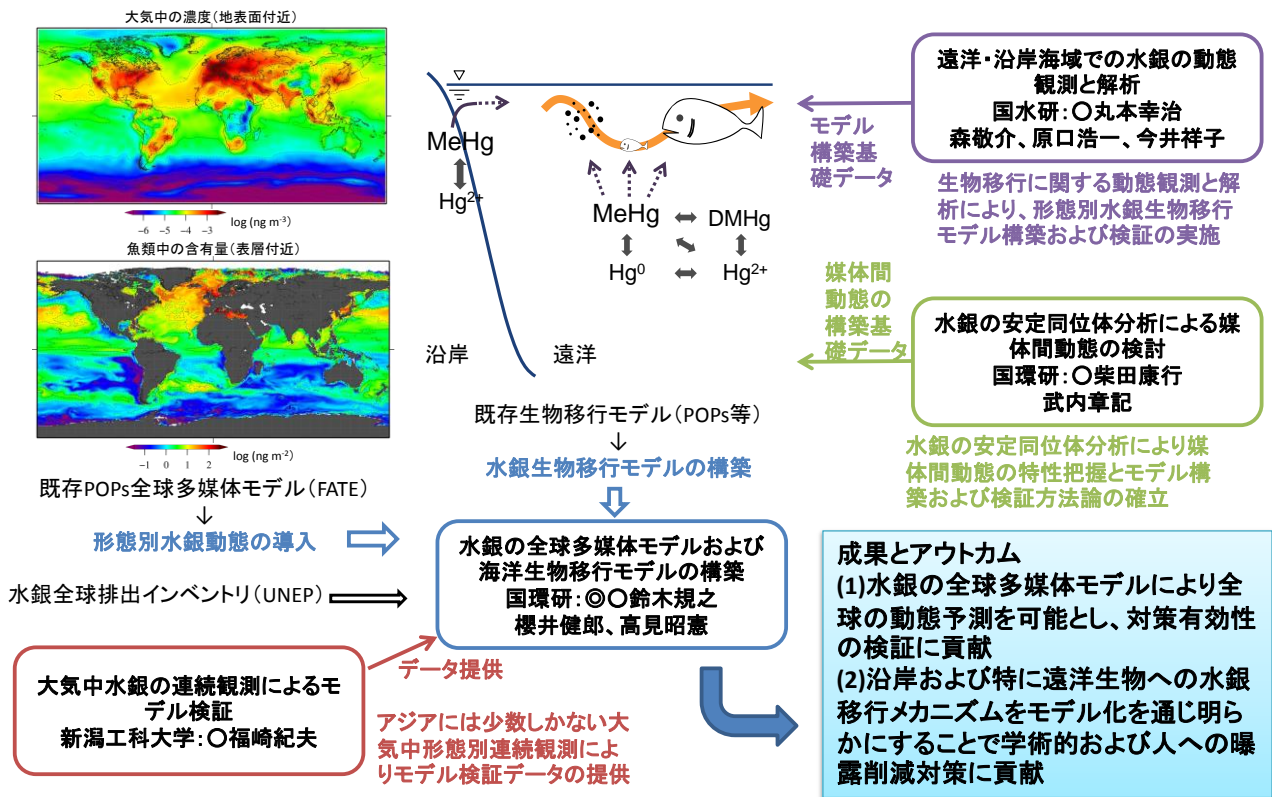 大気中の濃度(地表面付近)
−6 −5 −4 −3 log (ng m⁻³)
魚類中の含有量(表層付近)
−1 0 1 2 log (ng m⁻²)
既存POPs全球多媒体モデル(FATE)
↓
形態別水銀動態の導入
水銀全球排出インベントリ(UNEP)
大気中水銀の連続観測によるモ
デル検証
新潟工科大学:〇福崎紀夫
MeHg
Hg²⁺
MeHg
DMHg
Hg⁰
Hg²⁺
沿岸
遠洋
既存生物移行モデル(POPs等)
↓
水銀生物移行モデルの構築
水銀の全球多媒体モデルおよび
海洋生物移行モデルの構築
国環研:◎〇鈴木規之
櫻井健郎、高見昭憲
データ提供
アジアには少数しかない大
気中形態別連続観測によ
りモデル検証データの提供
モデル
構築基
礎データ
遠洋・沿岸海域での水銀の動態
観測と解析
国水研:〇丸本幸治
森敬介、原口浩一、今井祥子
生物移行に関する動態観測と解
析により、形態別水銀生物移行
モデル構築および検証の実施
媒体間
動態の
構築基
礎データ
水銀の安定同位体分析による媒
体間動態の検討
国環研:〇柴田康行
武内章記
水銀の安定同位体分析により媒
体間動態の特性把握とモデル構
築および検証方法論の確立
成果とアウトカム
(1)水銀の全球多媒体モデルにより全
球の動態予測を可能とし、対策有効性
の検証に貢献
(2)沿岸および特に遠洋生物への水銀
移行メカニズムをモデル化を通じ明ら
かにすることで学術的および人への曝
露削減対策に貢献